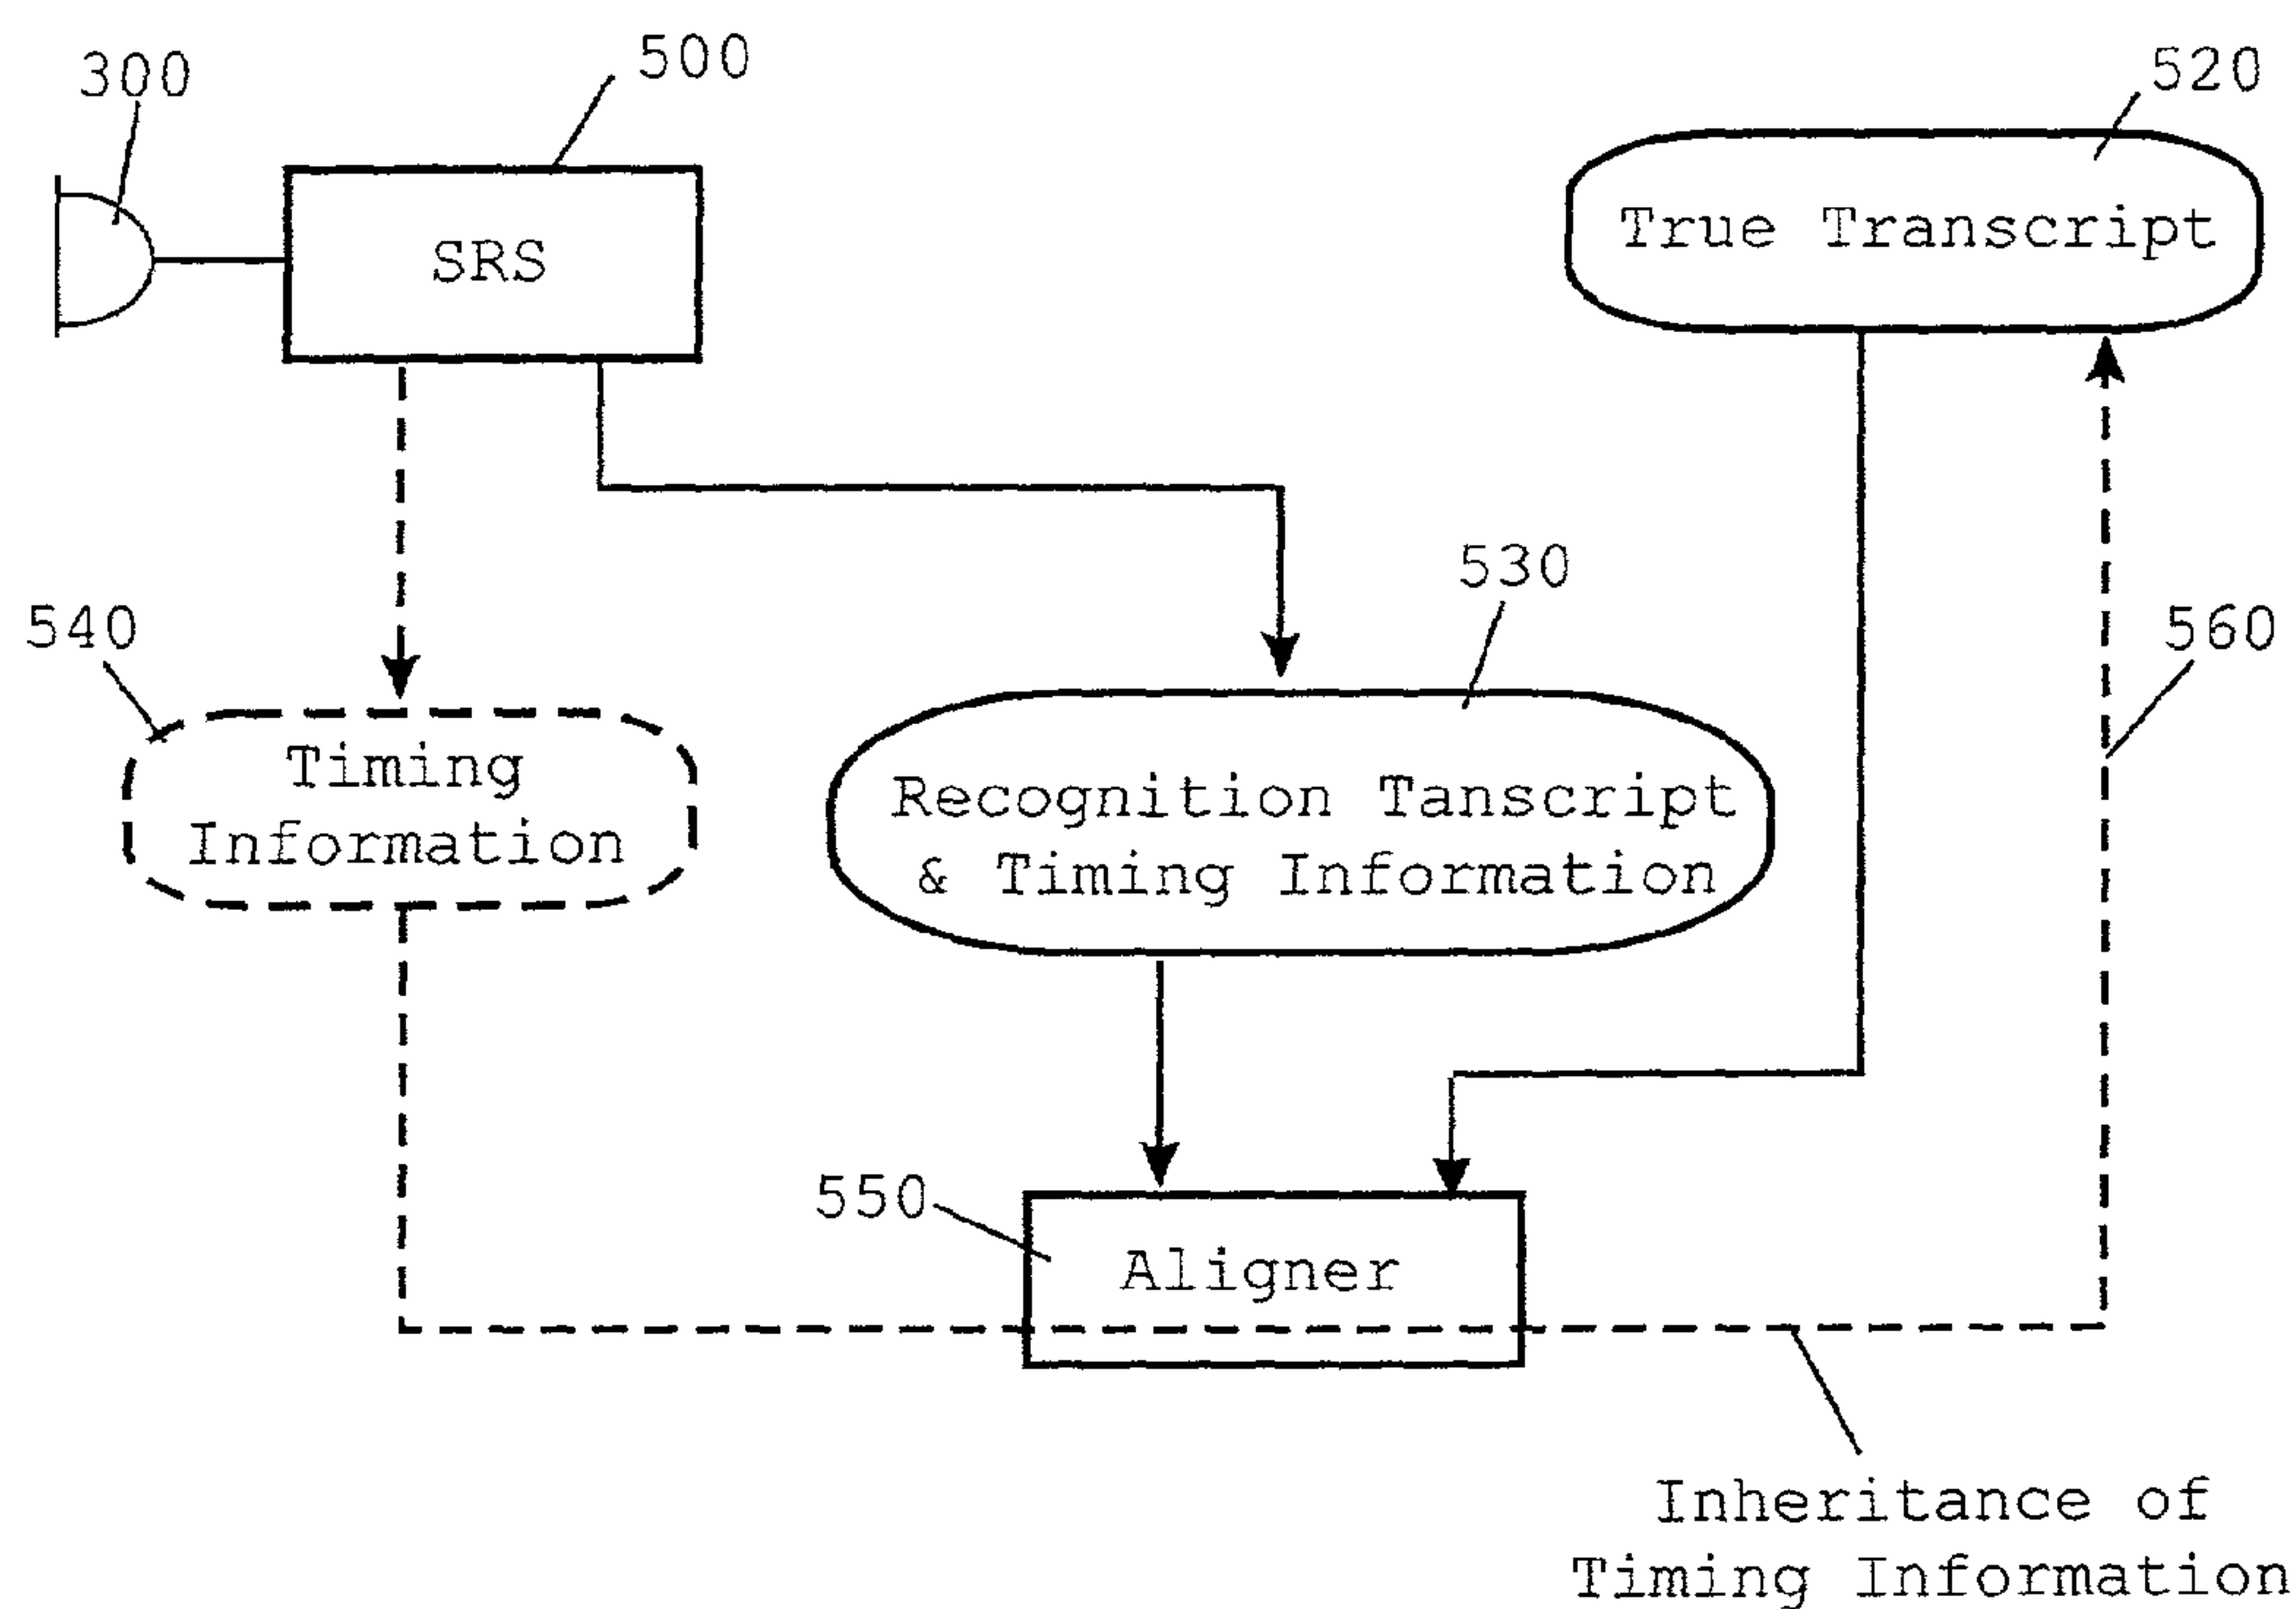 300
500
520
SRS
True Transcript
530
540
560
Timing
Information
Recognition Tanscript
& Timing Information
550
Aligner
Inheritance of
Timing Information